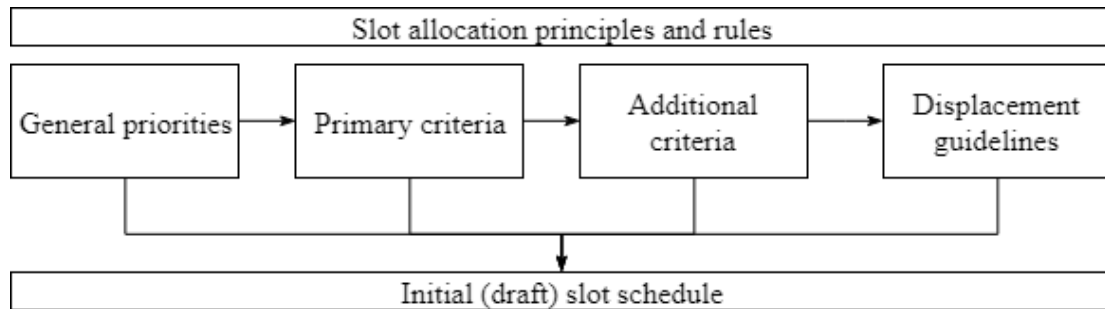 Slot allocation principles and rules
General priorities
Primary criteria
Additional
criteria
Displacement
guidelines
Initial (draft) slot schedule